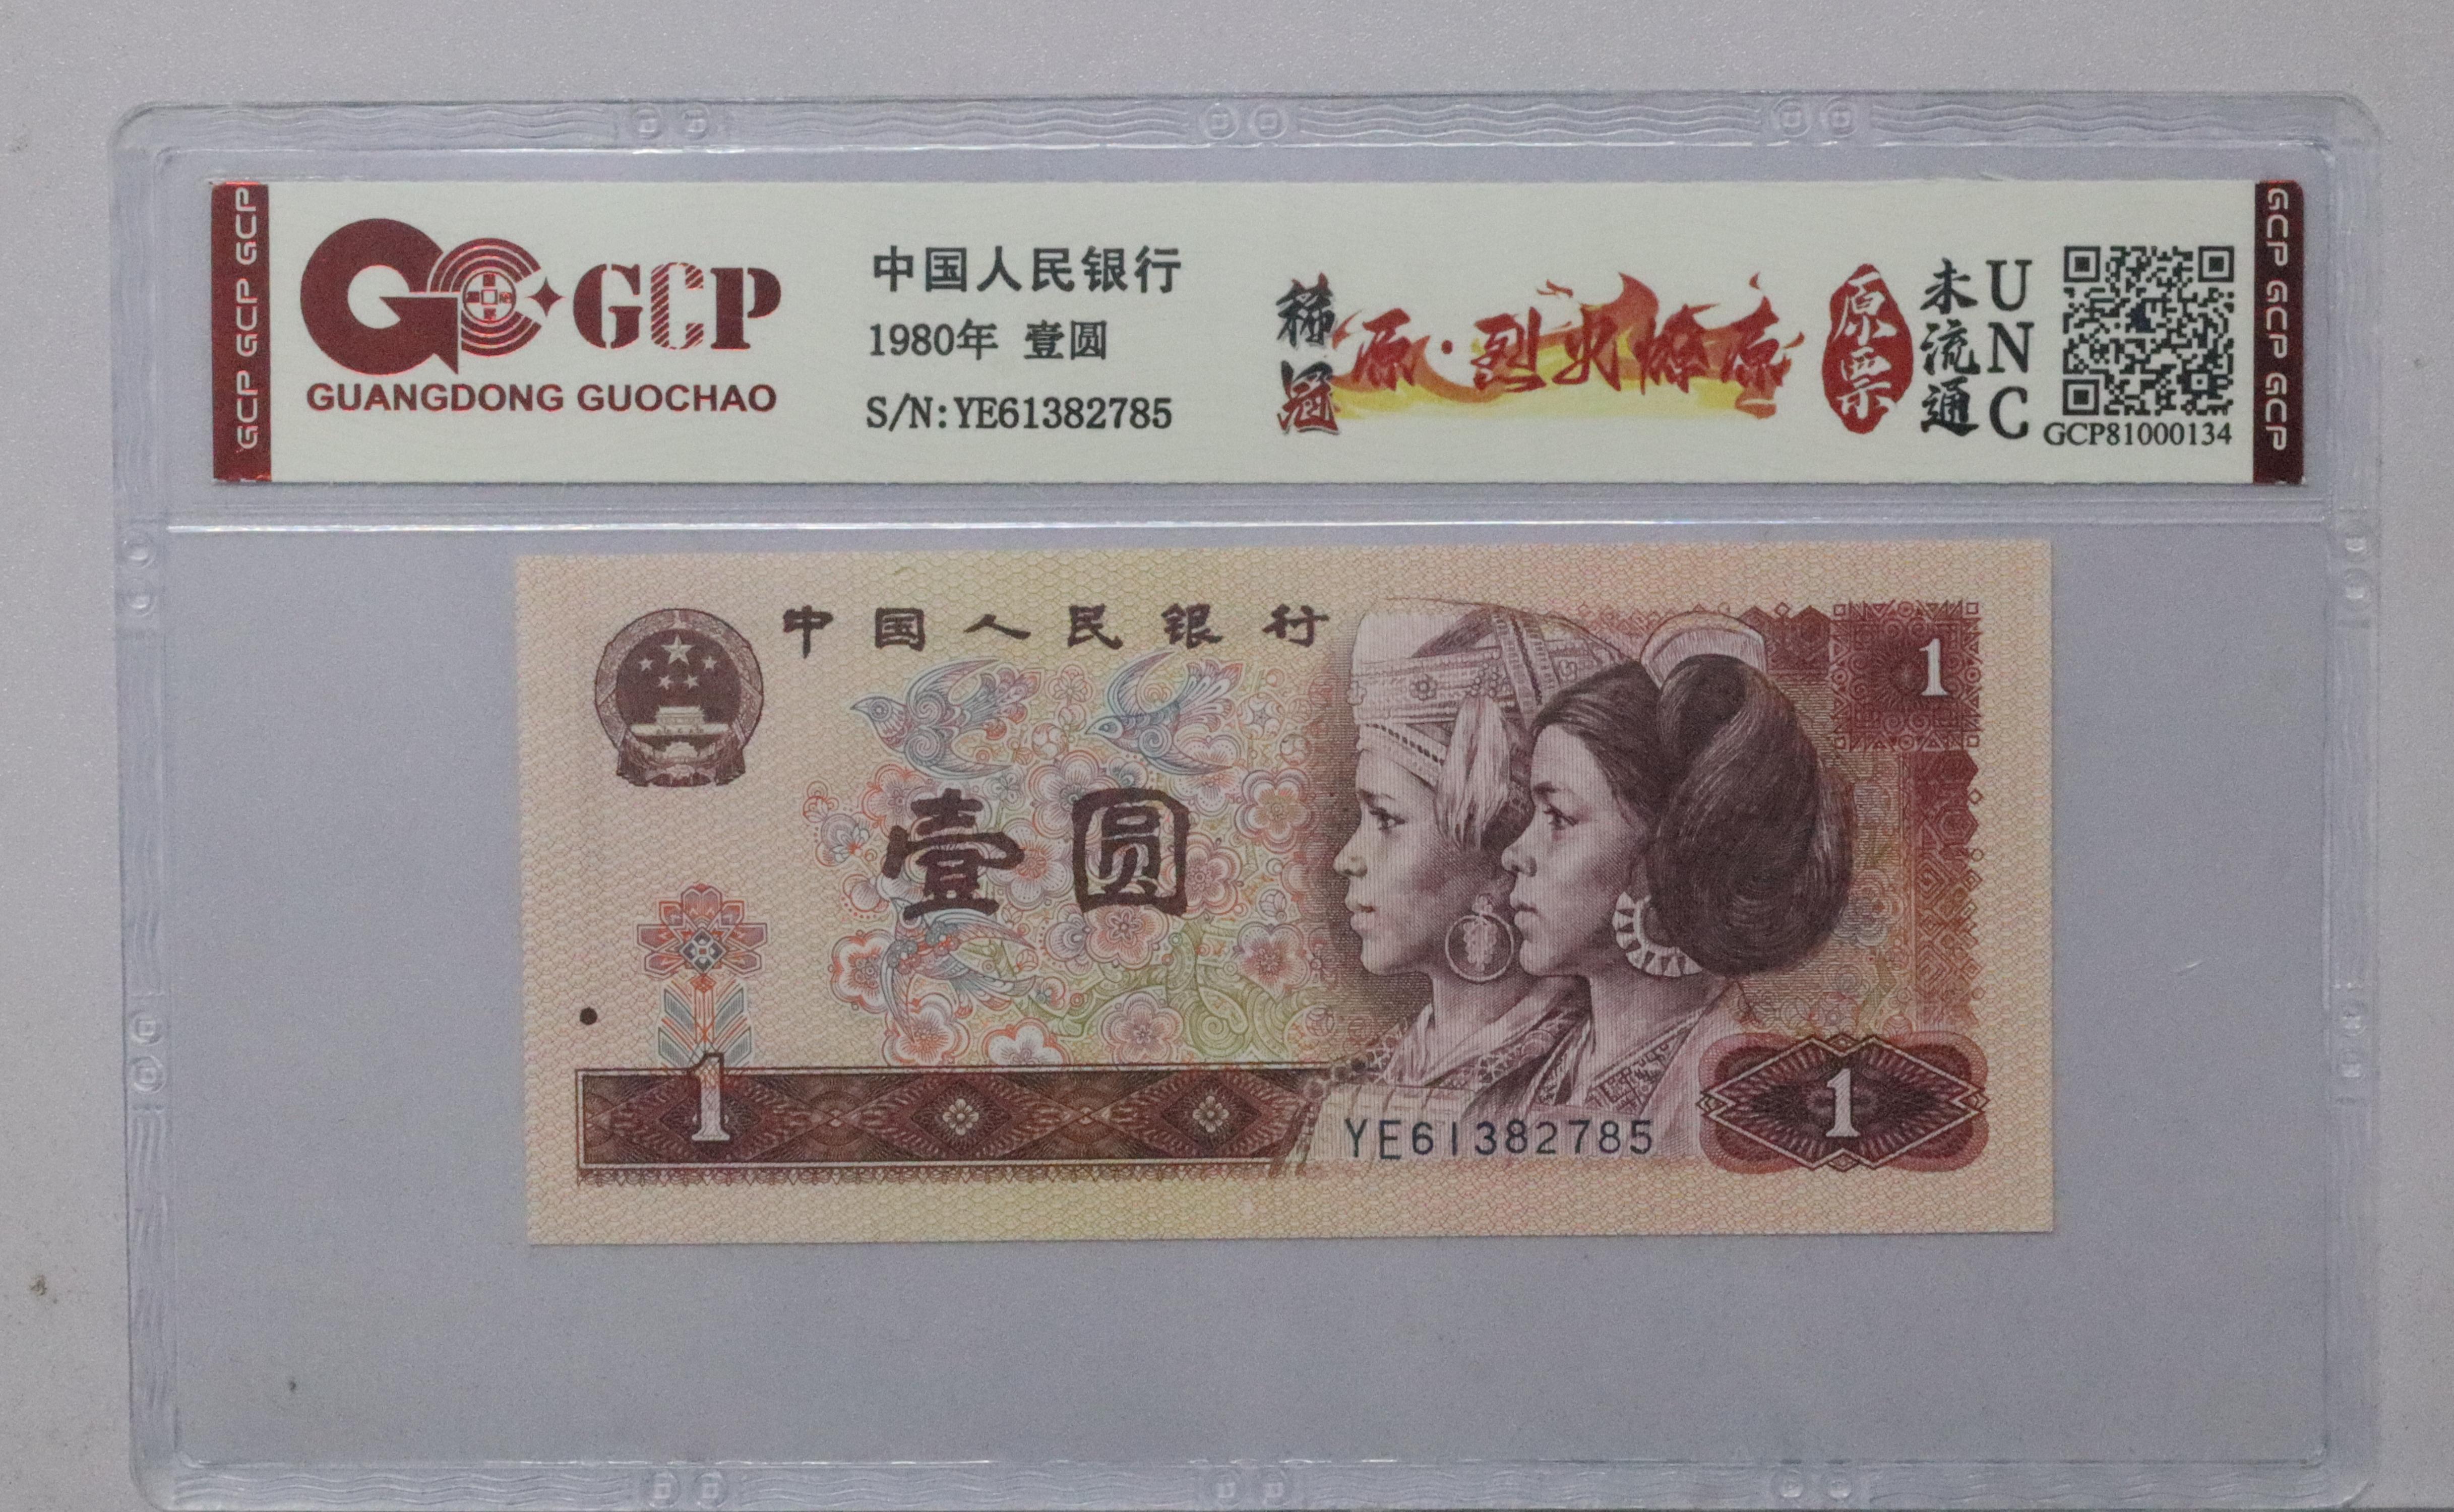 GCP GCP GCP GCP
GCP
GUANGDONG GUOCHAO
中国人民银行
1980年 壹圆
S/N:YE61382785
稀冠
原·烈火燎原
原票
未流通
UNC
GCP81000134
GCP GCP GCP GCP
中国人民银行
1
壹圆
1
YE61382785
1